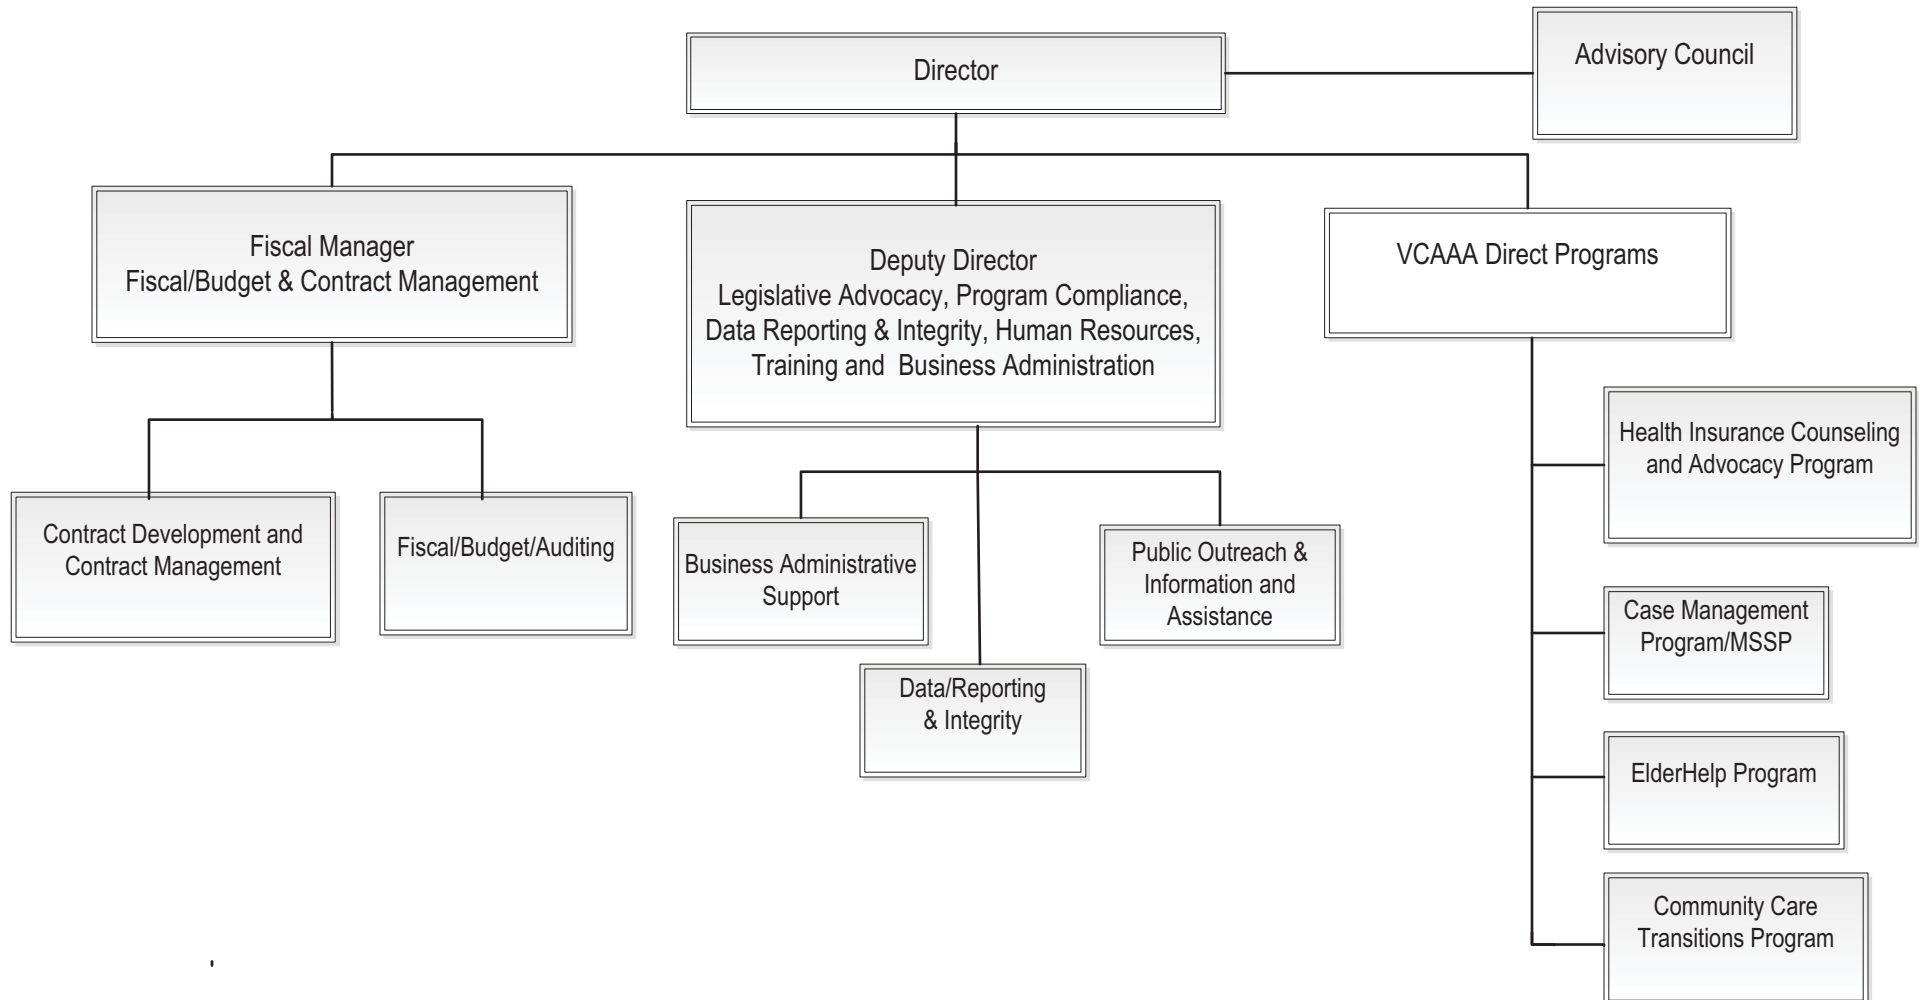 Director
Advisory Council
Fiscal Manager
Fiscal/Budget & Contract Management
Deputy Director
Legislative Advocacy, Program Compliance,
Data Reporting & Integrity, Human Resources,
Training and  Business Administration
VCAAA Direct Programs
Contract Development and
Contract Management
Fiscal/Budget/Auditing
Business Administrative
Support
Data/Reporting
& Integrity
Public Outreach &
Information and
Assistance
Health Insurance Counseling
and Advocacy Program
Case Management
Program/MSSP
ElderHelp Program
Community Care
Transitions Program